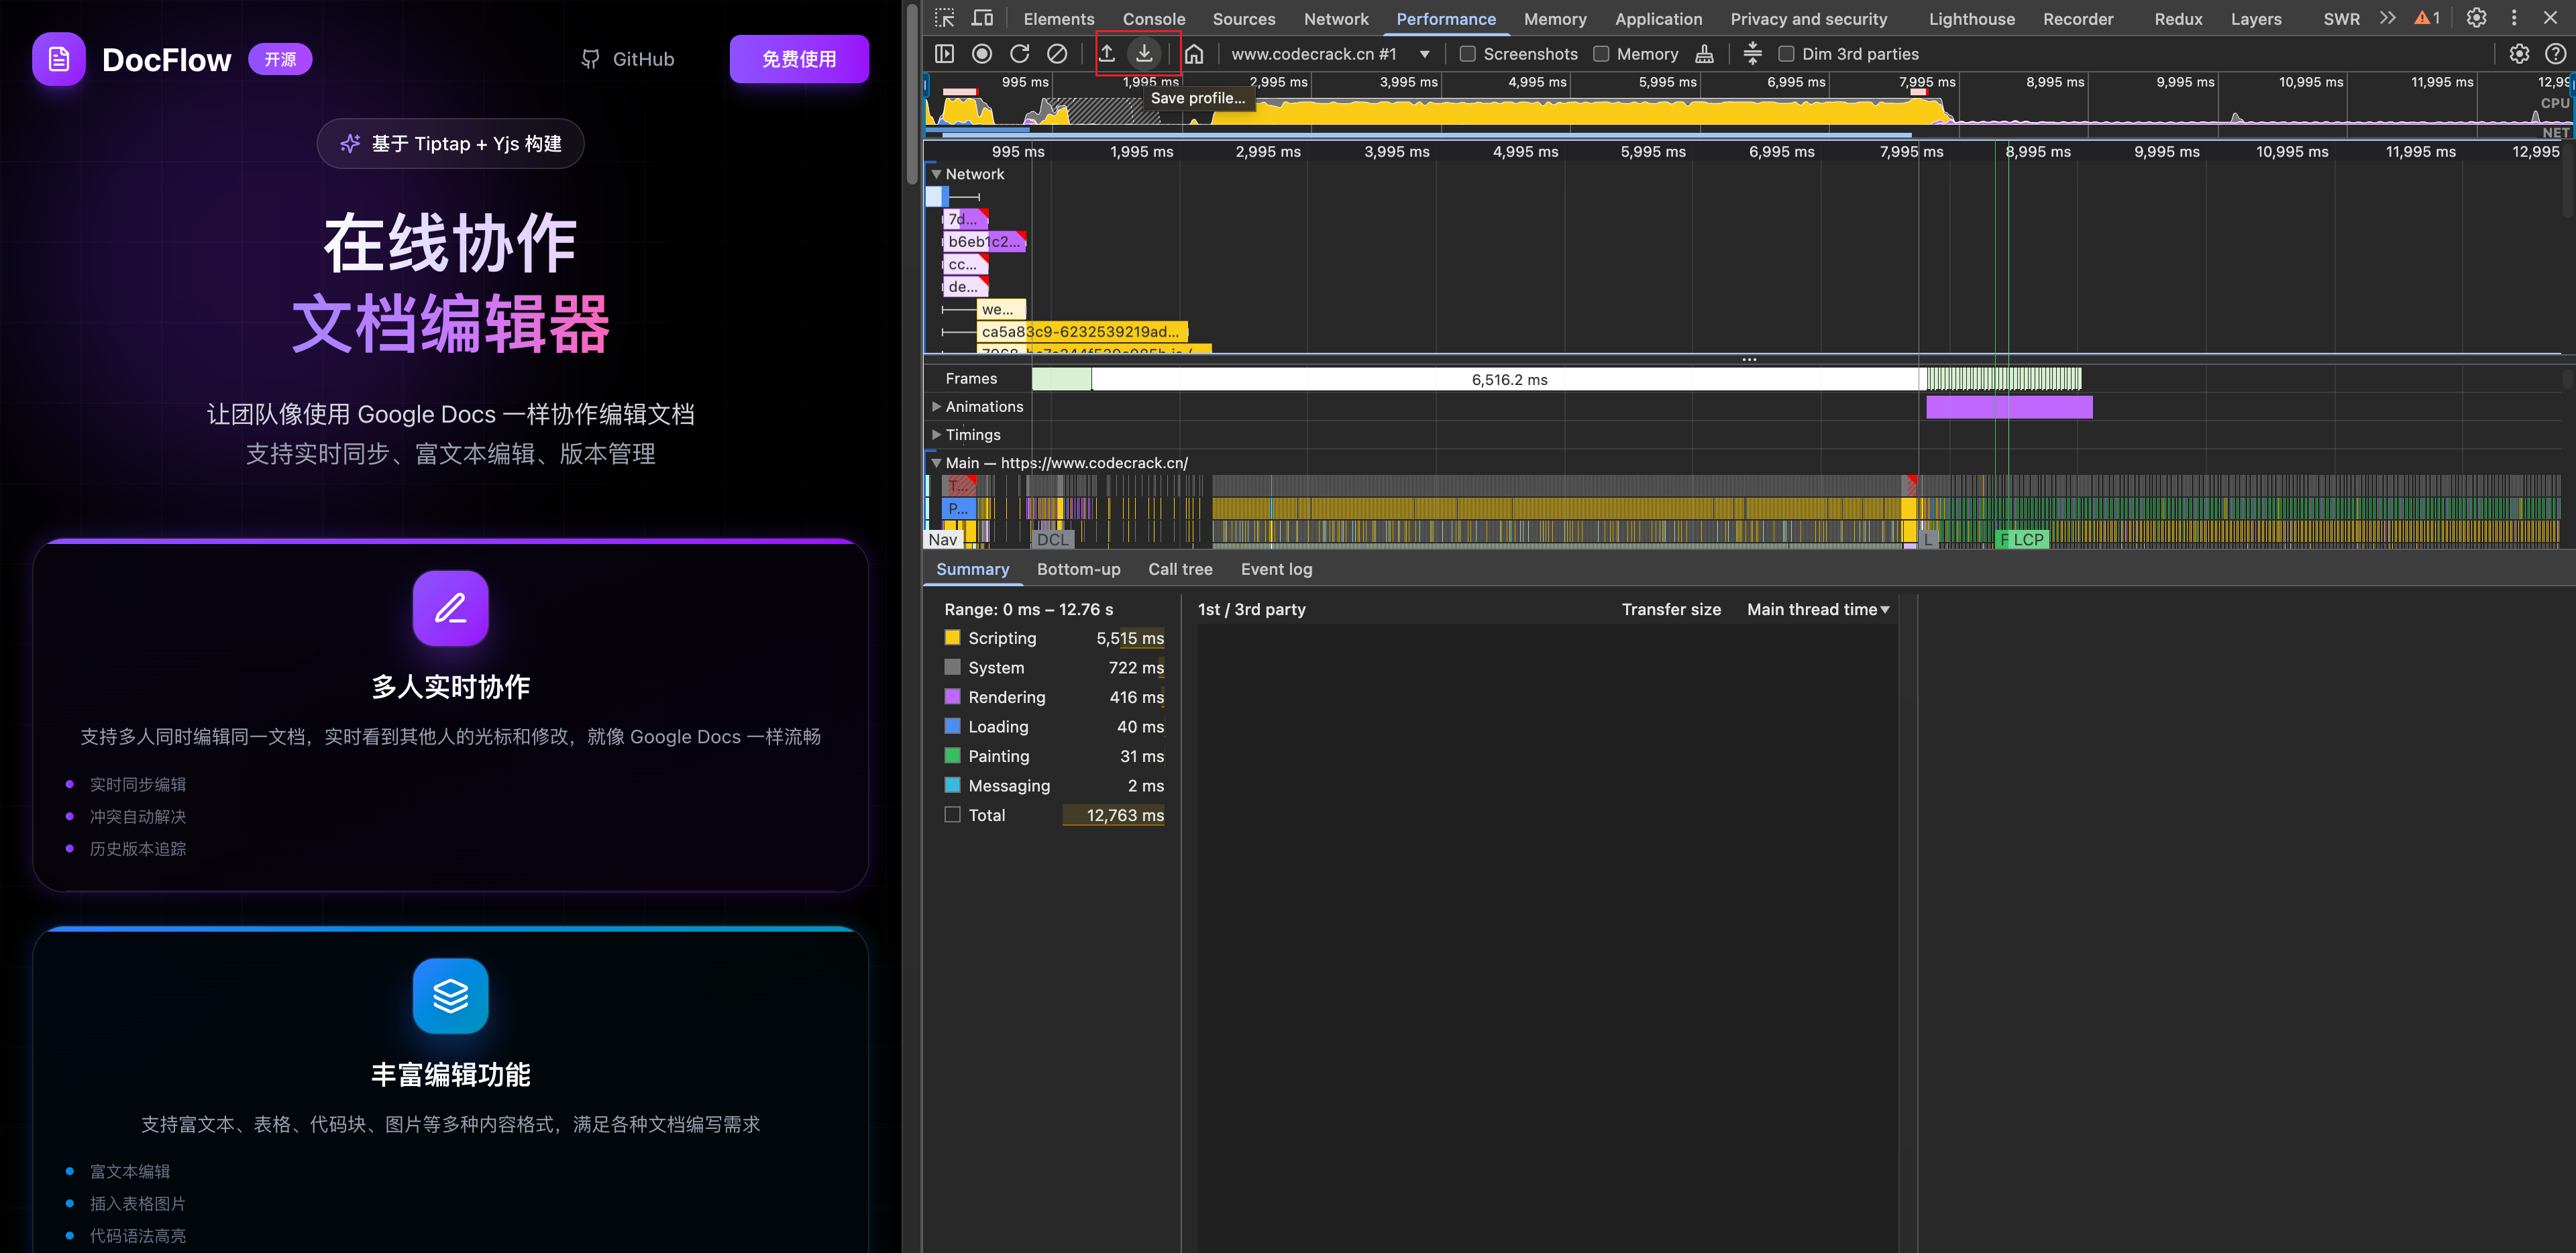 DocFlow 开源
GitHub
免费使用
基于 Tiptap + Yjs 构建
在线协作
文档编辑器
让团队像使用 Google Docs 一样协作编辑文档
支持实时同步、富文本编辑、版本管理
多人实时协作
支持多人同时编辑同一文档，实时看到其他人的光标和修改，就像 Google Docs 一样流畅
实时同步编辑
冲突自动解决
历史版本追踪
丰富编辑功能
支持富文本、表格、代码块、图片等多种内容格式，满足各种文档编写需求
富文本编辑
插入表格图片
代码语法高亮
Elements Console Sources Network Performance Memory Application Privacy and security Lighthouse Recorder Redux Layers SWR 1
www.codecrack.cn #1 Screenshots Memory Dim 3rd parties
995 ms 1,995 ms 2,995 ms 3,995 ms 4,995 ms 5,995 ms 6,995 ms 7,995 ms 8,995 ms 9,995 ms 10,995 ms 11,995 ms 12,99
Save profile...
CPU
NET
995 ms 1,995 ms 2,995 ms 3,995 ms 4,995 ms 5,995 ms 6,995 ms 7,995 ms 8,995 ms 9,995 ms 10,995 ms 11,995 ms 12,995
Network
7d...
b6eb1c2...
cc...
de...
we...
ca5a83c9-6232539219ad...
Frames 6,516.2 ms
Animations
Timings
Main — https://www.codecrack.cn/
T...
P...
Nav DCL L F LCP
Summary Bottom-up Call tree Event log
Range: 0 ms – 12.76 s
Scripting 5,515 ms
System 722 ms
Rendering 416 ms
Loading 40 ms
Painting 31 ms
Messaging 2 ms
Total 12,763 ms
1st / 3rd party Transfer size Main thread time